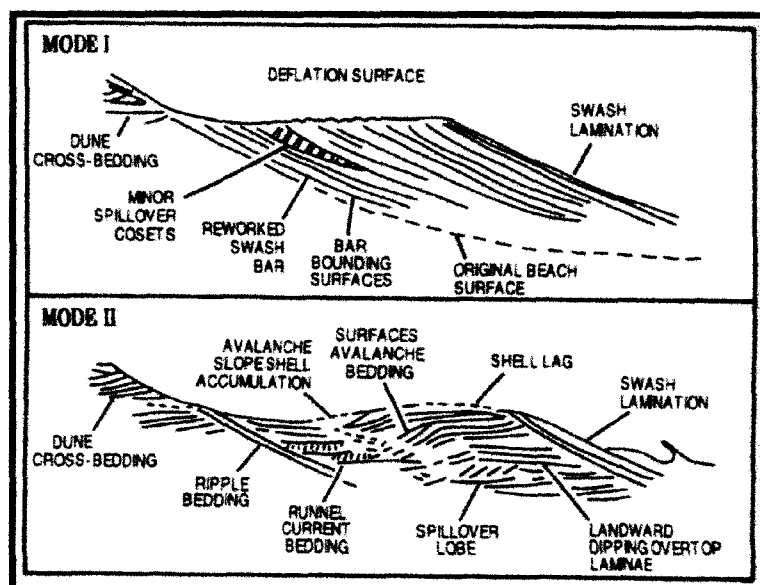 MODE I
DEFLATION SURFACE
SWASH
LAMINATION
DUNE
CROSS-BEDDING
MINOR
SPILLOVER
COSETS
REWORKED
SWASH
BAR
BAR
BOUNDING
SURFACES
ORIGINAL BEACH
SURFACE
MODE II
AVALANCHE
SLOPE SHELL
ACCUMULATION
SURFACES
AVALANCHE
BEDDING
SHELL LAG
SWASH
LAMINATION
DUNE
CROSS-BEDDING
RIPPLE
BEDDING
RUNNEL
CURRENT
BEDDING
SPILLOVER
LOBE
LANDWARD
DIPPING OVERTOP
LAMINAE